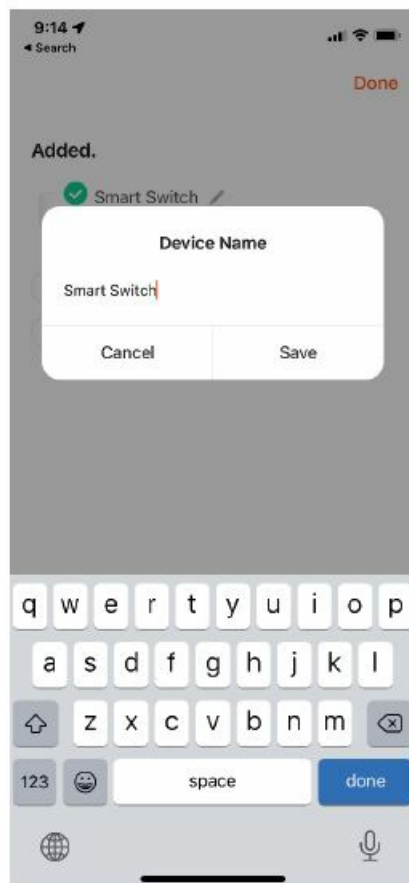 9:14
Search
Done
Added.
Smart Switch
Device Name
Smart Switch
Cancel
Save
q w e r t y u i o p
a s d f g h j k l
z x c v b n m
123 space done